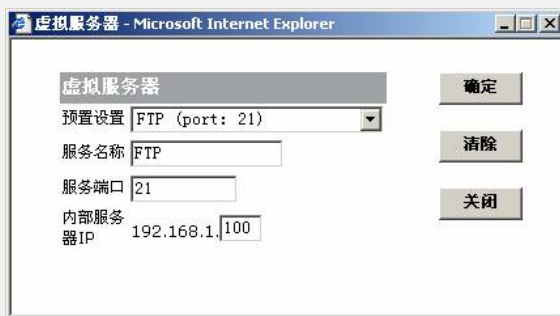 虚拟服务器 - Microsoft Internet Explorer
虚拟服务器
确定
预置设置 FTP (port: 21)
服务名称 FTP
清除
服务端口 21
关闭
内部服务
器IP 192.168.1.100